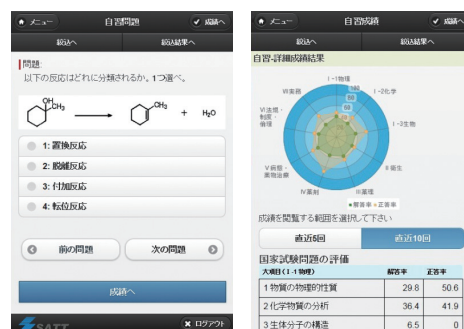 メニュー
自習問題
成績へ
絞込へ
絞込結果へ
問題:
以下の反応はどれに分類されるか。1つ選べ。
OH
CH3
CH3
+
H2O
1: 置換反応
2: 脱離反応
3: 付加反応
4: 転位反応
前の問題
次の問題
成績へ
SATT
ログアウト
メニュー
自習成績
成績へ
絞込へ
絞込結果へ
自習-詳細成績結果
I-1物理
I-2化学
I-3生物
II衛生
III薬理
IV薬剤
V病態・
薬物治療
VI法規・
制度・
倫理
VII実務
100
80
60
解答率
正答率
成績を閲覧する範囲を選択して下さい
直近5回
直近10回
国家試験問題の評価
大項目(I-1物理) 解答率 正答率
1物質の物理的性質 29.8 50.6
2化学物質の分析 36.4 41.9
3生体分子の構造 6.5 0